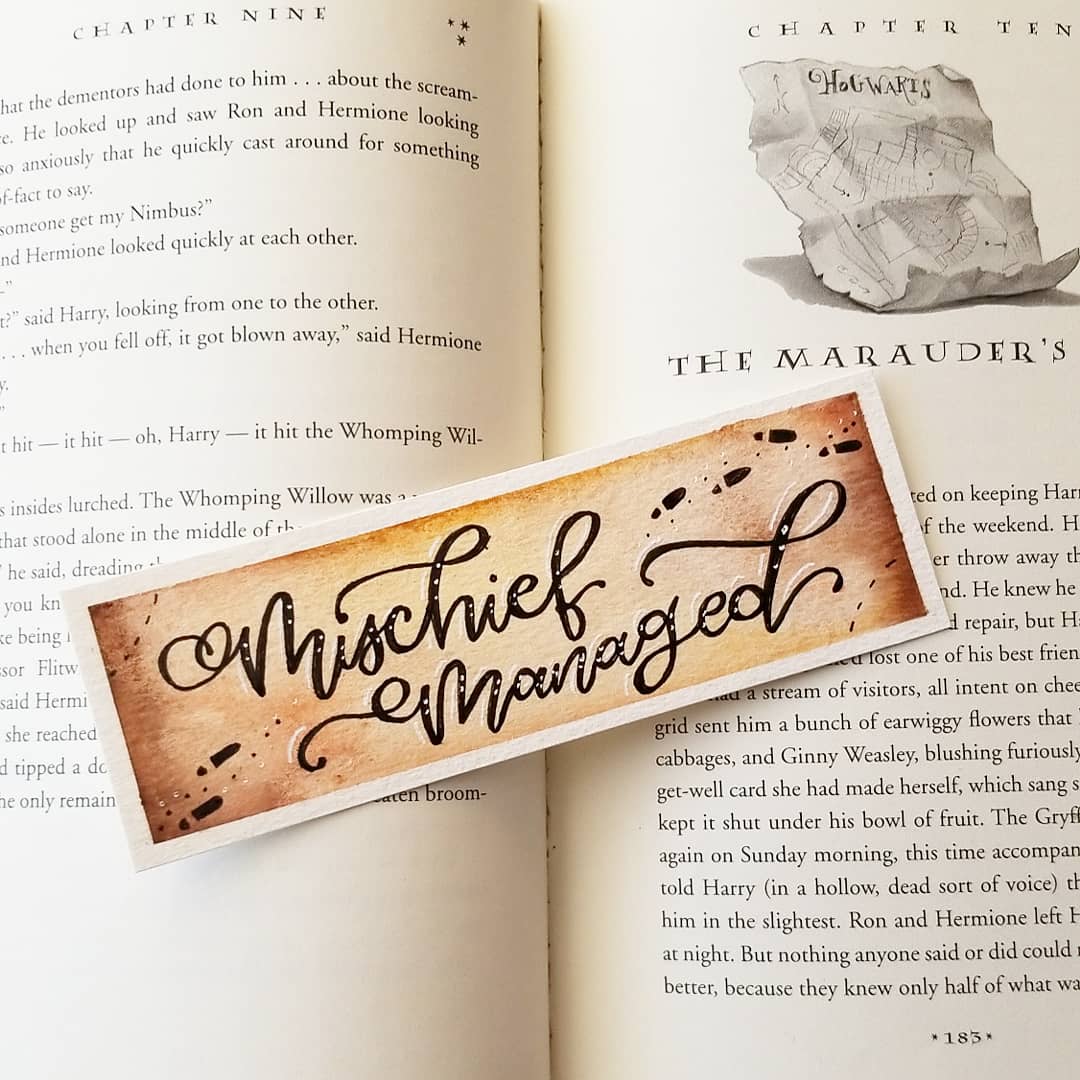 CHAPTER NINE
hat the dementors had done to him . . . about the scream-
e. He looked up and saw Ron and Hermione looking
so anxiously that he quickly cast around for something
f-fact to say.
someone get my Nimbus?”
nd Hermione looked quickly at each other.
”
t?” said Harry, looking from one to the other.
. . . when you fell off, it got blown away,” said Hermione
y.
”
t hit — it hit — oh, Harry — it hit the Whomping Wil-
s insides lurched. The Whomping Willow was a
that stood alone in the middle of th
” he said, dreading
you kn
ke being
sor Flitw
said Hermi
she reached
d tipped a do
he only remain
aten broom-
Mischief
Managed
CHAPTER TEN
HOGWARTS
THE MARAUDER’S
ted on keeping Harr
f the weekend. H
er throw away th
nd. He knew he
d repair, but Ha
lost one of his best frien
had a stream of visitors, all intent on chee
grid sent him a bunch of earwiggy flowers that
cabbages, and Ginny Weasley, blushing furiously
get-well card she had made herself, which sang s
kept it shut under his bowl of fruit. The Gryff
again on Sunday morning, this time accompan
told Harry (in a hollow, dead sort of voice) th
him in the slightest. Ron and Hermione left H
at night. But nothing anyone said or did could
better, because they knew only half of what wa
*183*